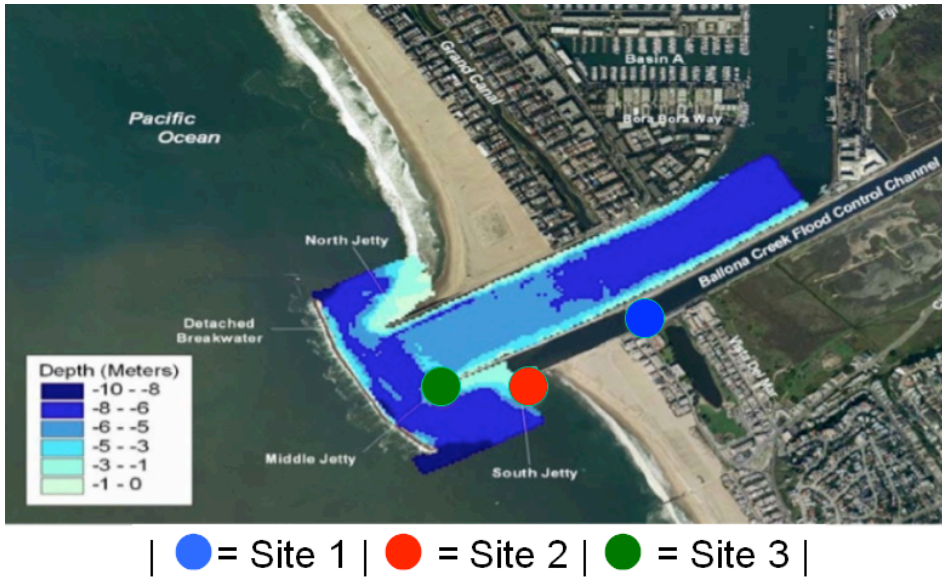 Pacific
Ocean
Grand Canal
Basin A
Bora Bora Way
Fiji W
North Jetty
Ballona Creek Flood Control Channel
Detached
Breakwater
Depth (Meters)
-10 - -8
-8 - -6
-6 - -5
-5 - -3
-3 - -1
-1 - 0
Middle Jetty
South Jetty
| = Site 1 | = Site 2 | = Site 3 |